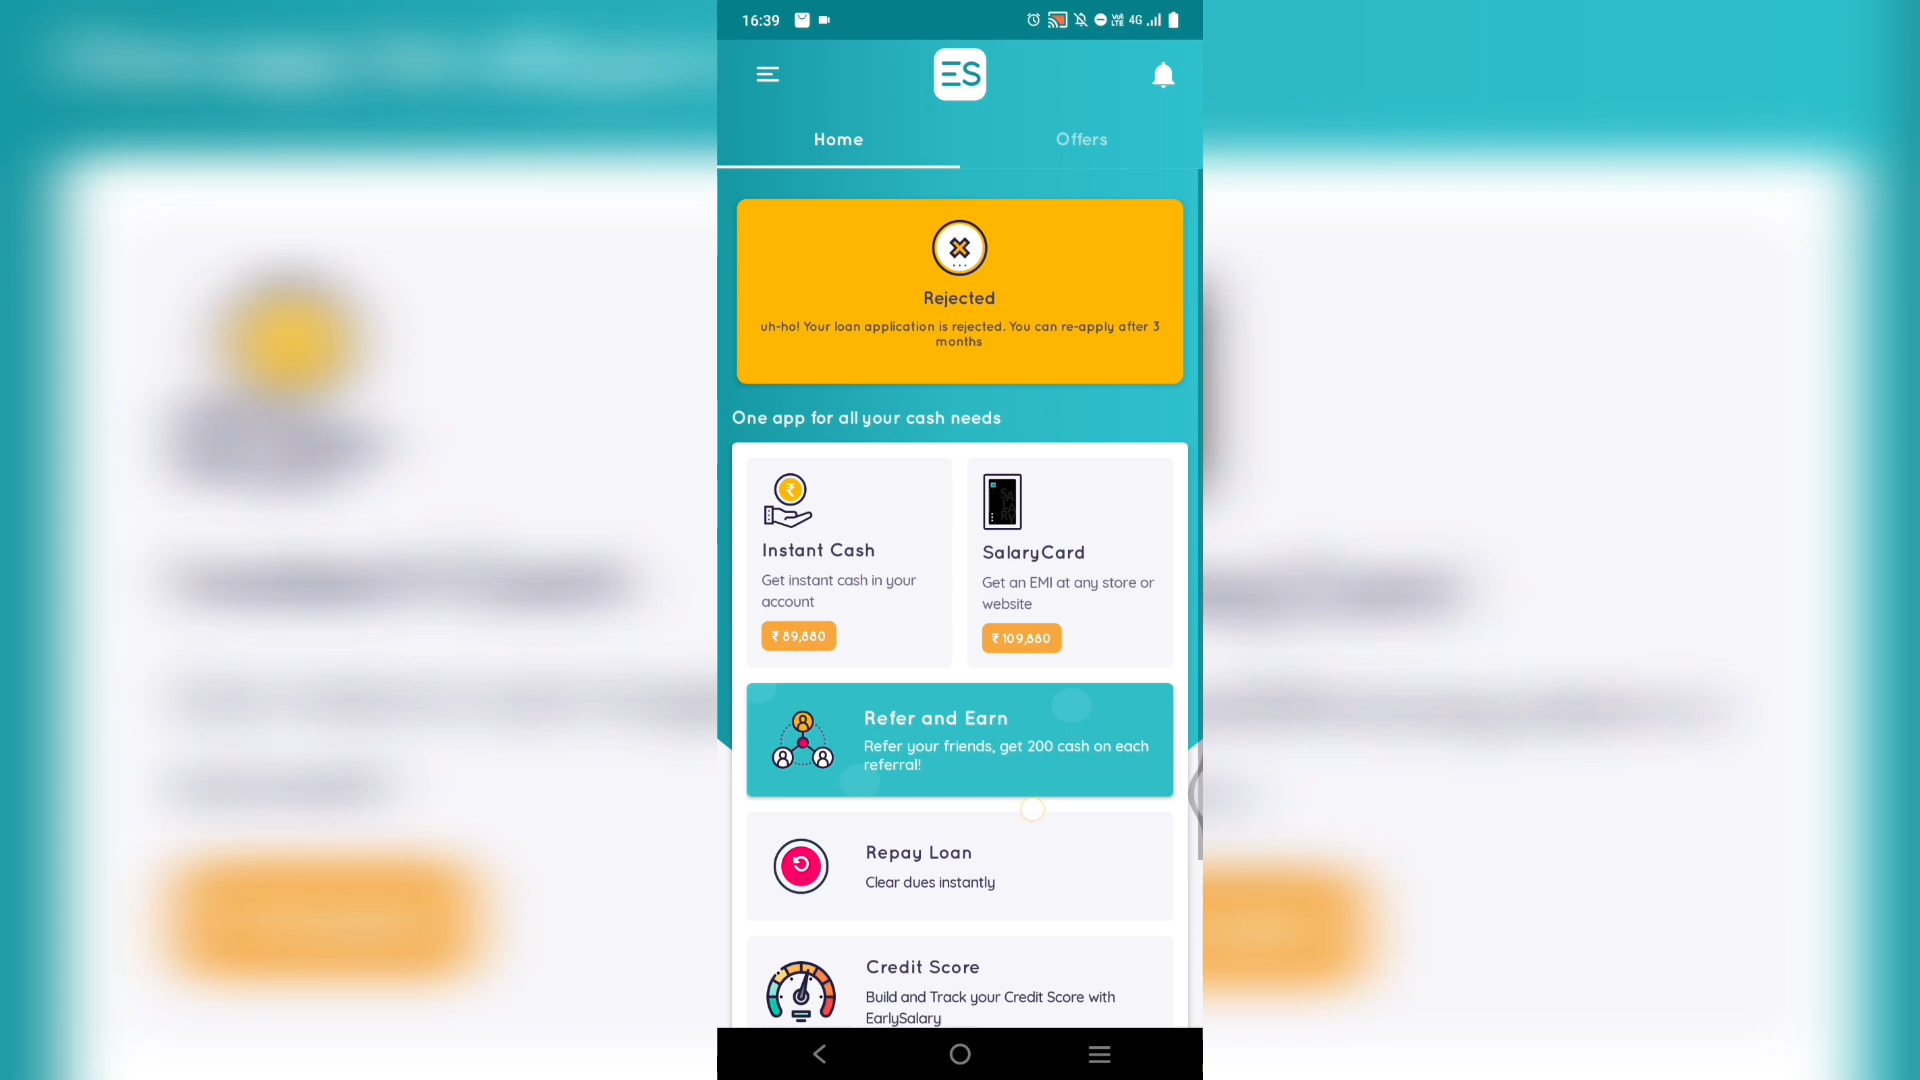 16:39
4G
ES
Home
Offers
Rejected
uh-ho! Your loan application is rejected. You can re-apply after 3
months
One app for all your cash needs
Instant Cash
Get instant cash in your
account
₹ 89,880
SalaryCard
Get an EMI at any store or
website
₹ 109,880
Refer and Earn
Refer your friends, get 200 cash on each
referral!
Repay Loan
Clear dues instantly
Credit Score
Build and Track your Credit Score with
EarlySalary